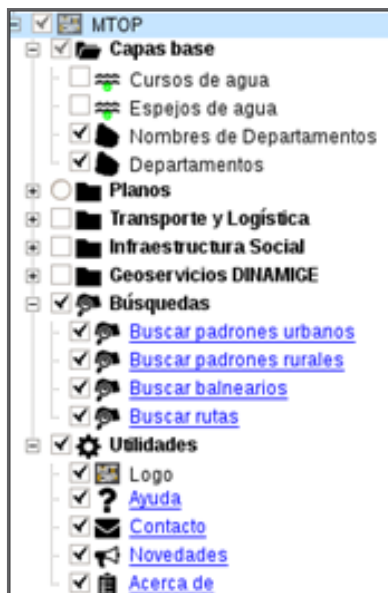 MTOP
Capas base
Cursos de agua
Espejos de agua
Nombres de Departamentos
Departamentos
Planos
Transporte y Logística
Infraestructura Social
Geoservicios DINAMIGE
Búsquedas
Buscar padrones urbanos
Buscar padrones rurales
Buscar balnearios
Buscar rutas
Utilidades
Logo
Ayuda
Contacto
Novedades
Acerca de